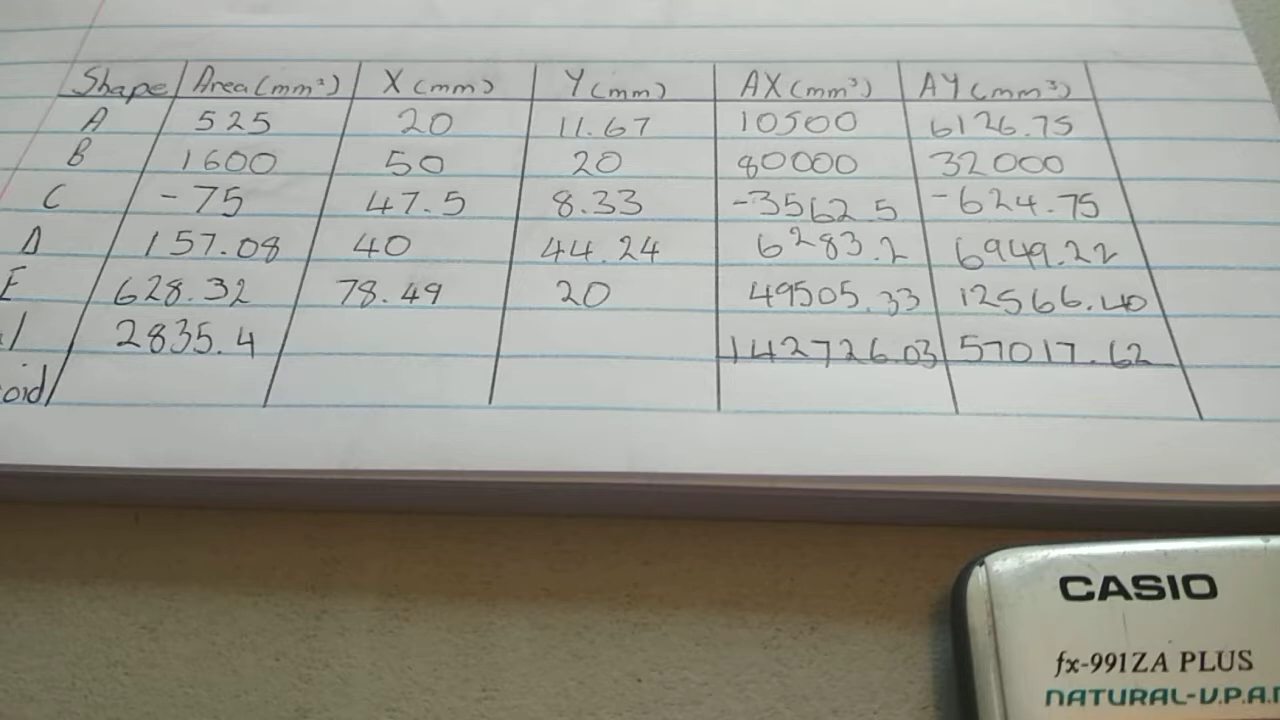 Shape Area (mm²) X (mm) Y (mm) AX (mm³) AY (mm³)
A 525 20 11.67 10500 6126.75
B 1600 50 20 80000 32000
C -75 47.5 8.33 -3562.5 -624.75
D 157.08 40 44.24 6283.2 6949.22
E 628.32 78.49 20 49505.33 12566.40
l 2835.4 142726.03 57017.62
oid
CASIO
fx-991ZA PLUS
NATURAL-V.P.A.